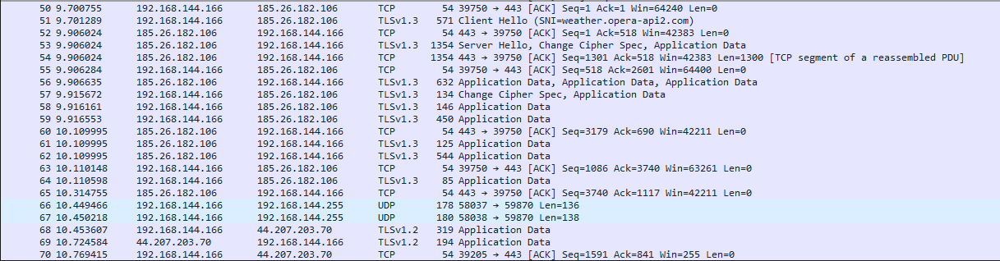 50 9.700755 192.168.144.166 185.26.182.106 TCP 54 39750 → 443 [ACK] Seq=1 Ack=1 Win=64240 Len=0
51 9.701289 192.168.144.166 185.26.182.106 TLSv1.3 571 Client Hello (SNI=weather.opera-api2.com)
52 9.906024 185.26.182.106 192.168.144.166 TCP 54 443 → 39750 [ACK] Seq=1 Ack=518 Win=42383 Len=0
53 9.906024 185.26.182.106 192.168.144.166 TLSv1.3 1354 Server Hello, Change Cipher Spec, Application Data
54 9.906024 185.26.182.106 192.168.144.166 TCP 1354 443 → 39750 [ACK] Seq=1301 Ack=518 Win=42383 Len=1300 [TCP segment of a reassembled PDU]
55 9.906284 192.168.144.166 185.26.182.106 TCP 54 39750 → 443 [ACK] Seq=518 Ack=2601 Win=64400 Len=0
56 9.906635 185.26.182.106 192.168.144.166 TLSv1.3 632 Application Data, Application Data, Application Data
57 9.915672 192.168.144.166 185.26.182.106 TLSv1.3 134 Change Cipher Spec, Application Data
58 9.916161 192.168.144.166 185.26.182.106 TLSv1.3 146 Application Data
59 9.916553 192.168.144.166 185.26.182.106 TLSv1.3 450 Application Data
60 10.109995 185.26.182.106 192.168.144.166 TCP 54 443 → 39750 [ACK] Seq=3179 Ack=690 Win=42211 Len=0
61 10.109995 185.26.182.106 192.168.144.166 TLSv1.3 125 Application Data
62 10.109995 185.26.182.106 192.168.144.166 TLSv1.3 544 Application Data
63 10.110148 192.168.144.166 185.26.182.106 TCP 54 39750 → 443 [ACK] Seq=1086 Ack=3740 Win=63261 Len=0
64 10.110598 192.168.144.166 185.26.182.106 TLSv1.3 85 Application Data
65 10.314755 185.26.182.106 192.168.144.166 TCP 54 443 → 39750 [ACK] Seq=3740 Ack=1117 Win=42211 Len=0
66 10.449466 192.168.144.166 192.168.144.255 UDP 178 58037 → 59870 Len=136
67 10.450218 192.168.144.166 192.168.144.255 UDP 180 58038 → 59870 Len=138
68 10.453607 192.168.144.166 44.207.203.70 TLSv1.2 319 Application Data
69 10.724584 44.207.203.70 192.168.144.166 TLSv1.2 194 Application Data
70 10.769415 192.168.144.166 44.207.203.70 TCP 54 39205 → 443 [ACK] Seq=1591 Ack=841 Win=255 Len=0